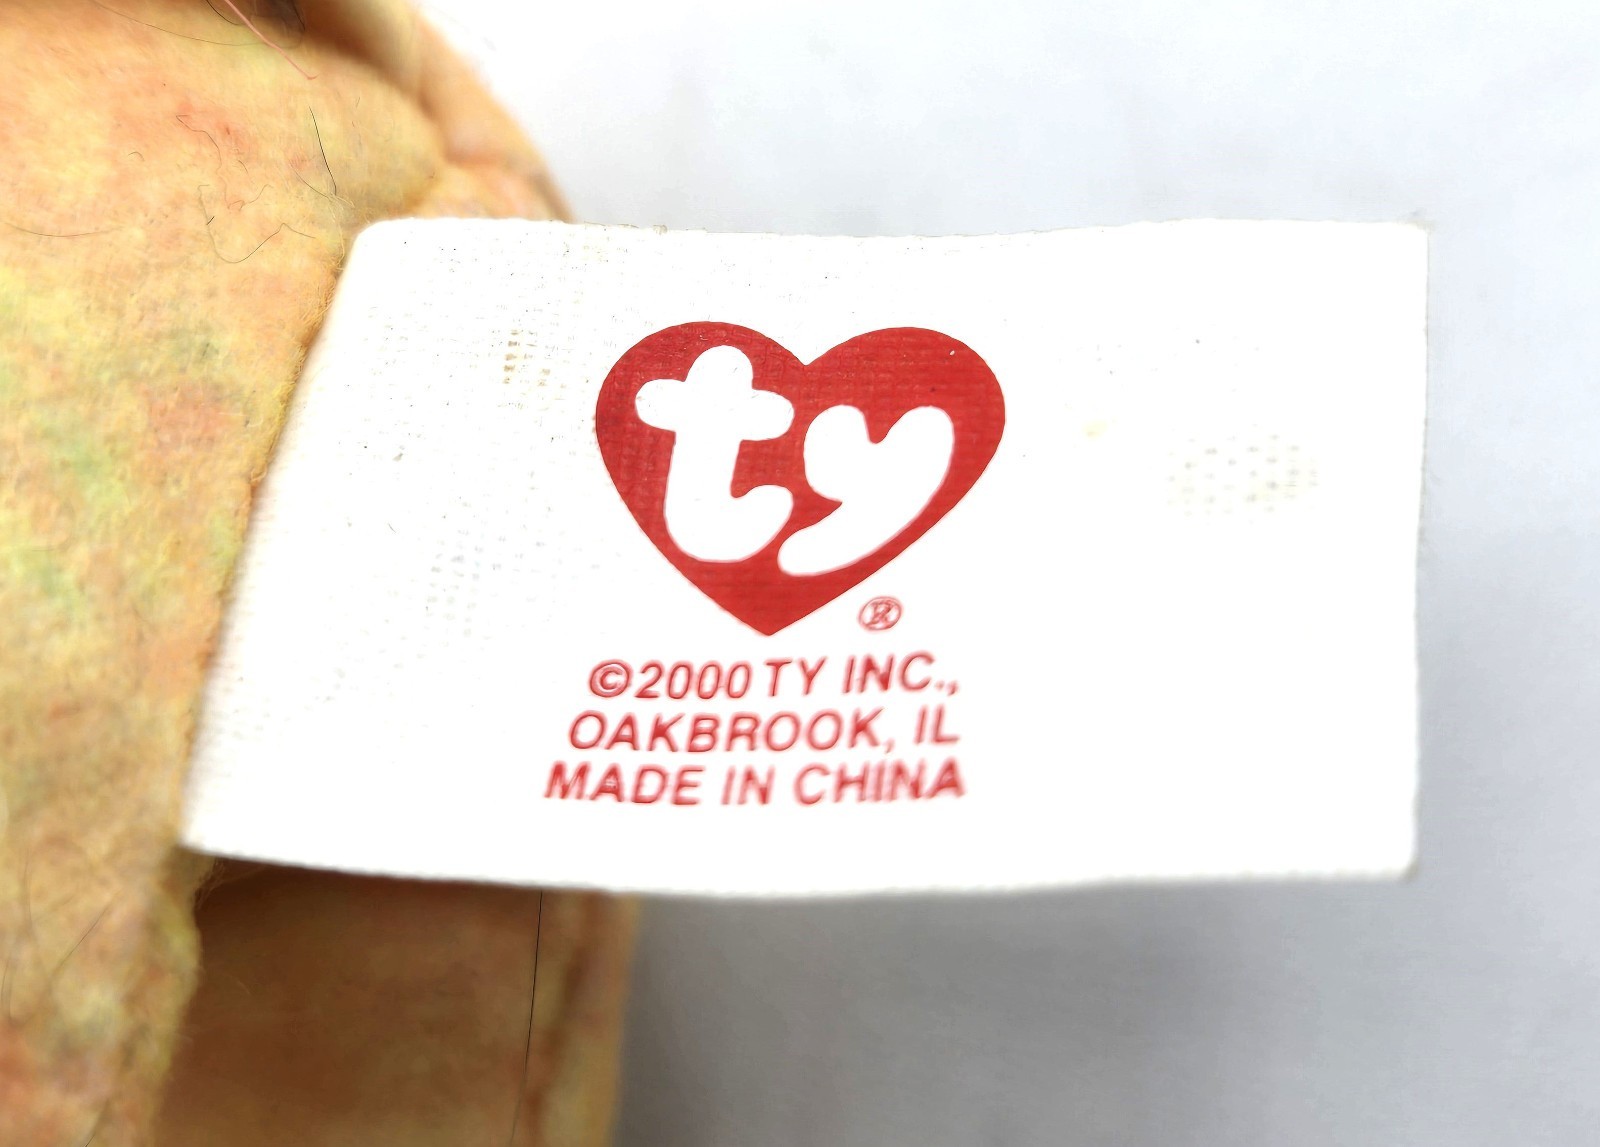 ty
®
©2000 TY INC.,
OAKBROOK, IL
MADE IN CHINA